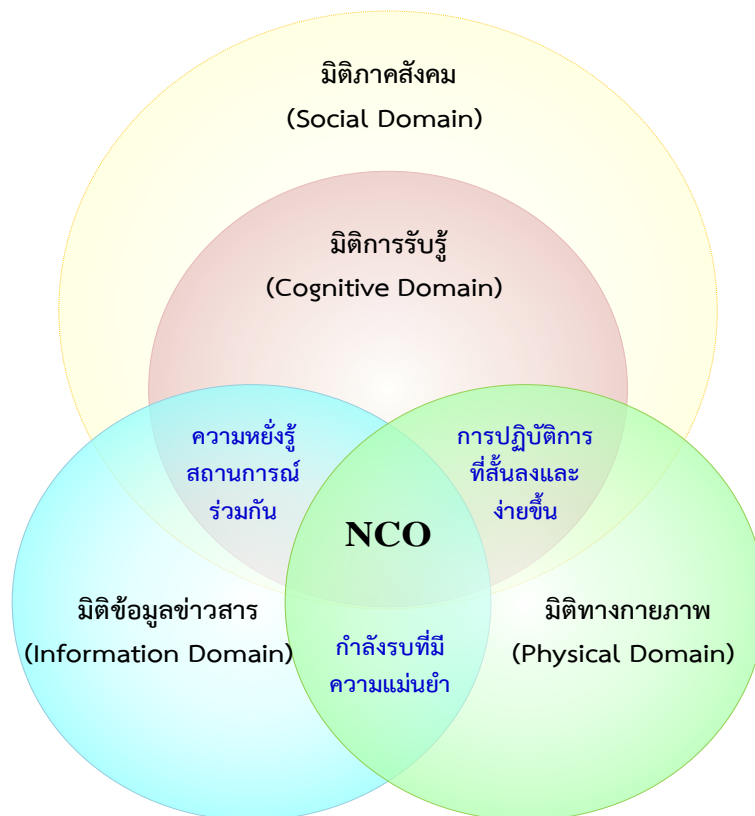 มิติภาคสังคม
(Social Domain)
มิติการรับรู้
(Cognitive Domain)
ความหยั่งรู้
สถานการณ์
ร่วมกัน
การปฏิบัติการ
ที่สั้นลงและ
ง่ายขึ้น
NCO
มิติข้อมูลข่าวสาร
(Information Domain)
กำลังรบที่มี
ความแม่นยำ
มิติทางกายภาพ
(Physical Domain)